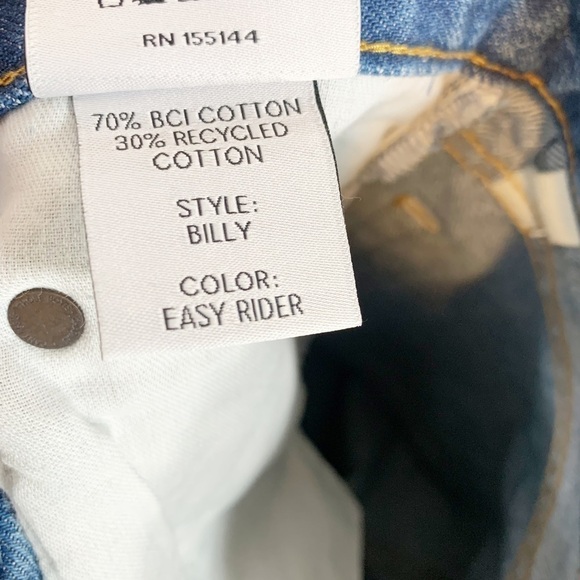 RN 155144
70% BCI COTTON
30% RECYCLED
COTTON
STYLE:
BILLY
COLOR:
EASY RIDER